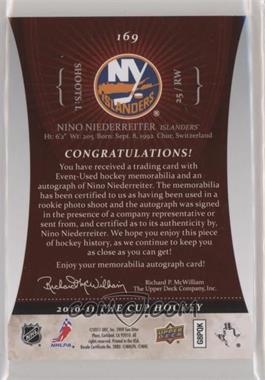 169
SHOOTS: L
NY
ISLANDERS
25 / RW
NINO NIEDERREITER ISLANDERS
Ht: 6'2" Wt: 205 Born: Sept. 8, 1992 Chur, Switzerland
CONGRATULATIONS!
You have received a trading card with
Event-Used hockey memorabilia and an
autograph of Nino Niederreiter. The memorabilia
has been certified to us as having been used in a
rookie photo shoot and the autograph was signed
in the presence of a company representative or sent
from, and certified as to its authenticity by,
Nino Niederreiter. We hope you enjoy this piece
of hockey history, as we continue to keep you
as close as you can get!
Enjoy your memorabilia autograph card!
Richard P. McWilliam
The Upper Deck Company, Inc.
2010-11 THE CUP HOCKEY
NHLPA
UPPER DECK
GBPQK